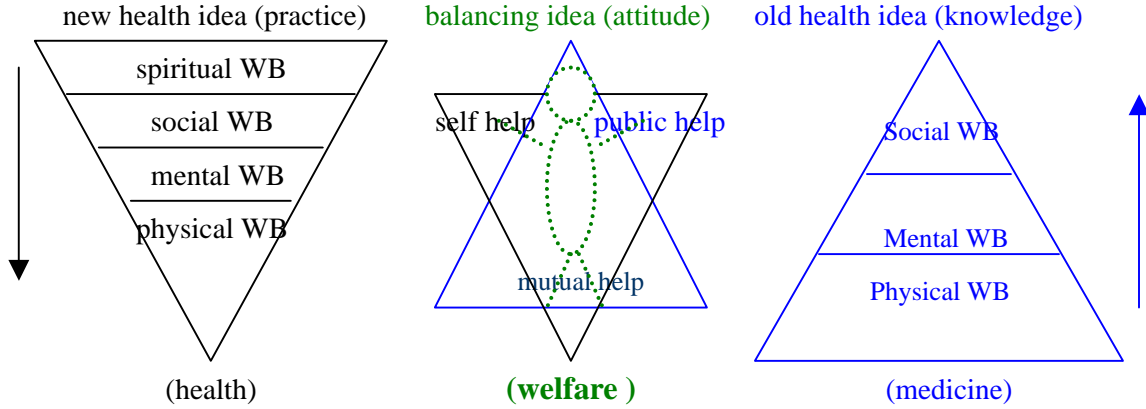 new health idea (practice)
spiritual WB
social WB
mental WB
physical WB
(health)
balancing idea (attitude)
self help
public help
mutual help
(welfare )
old health idea (knowledge)
Social WB
Mental WB
Physical WB
(medicine)